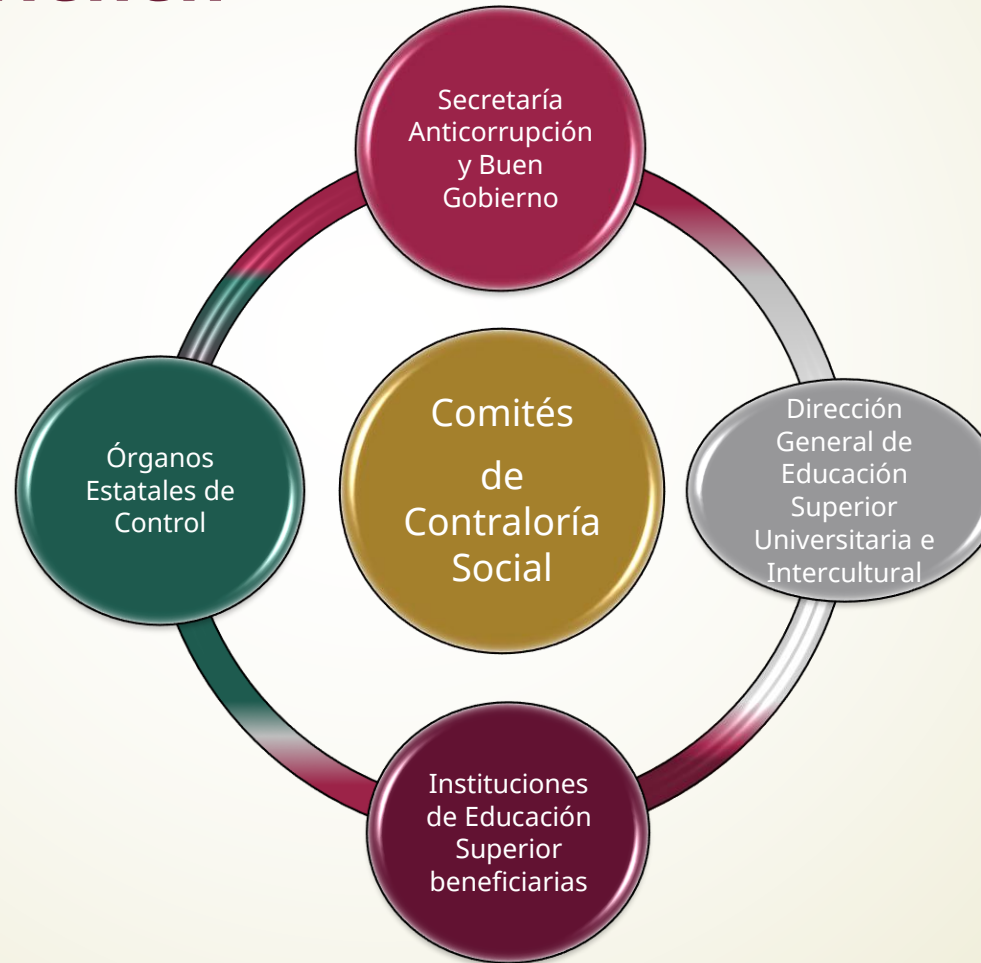 Secretaría
Anticorrupción
y Buen
Gobierno
Comités
de
Contraloría
Social
Dirección
General de
Educación
Superior
Universitaria e
Intercultural
Órganos
Estatales de
Control
Instituciones
de Educación
Superior
beneficiarias